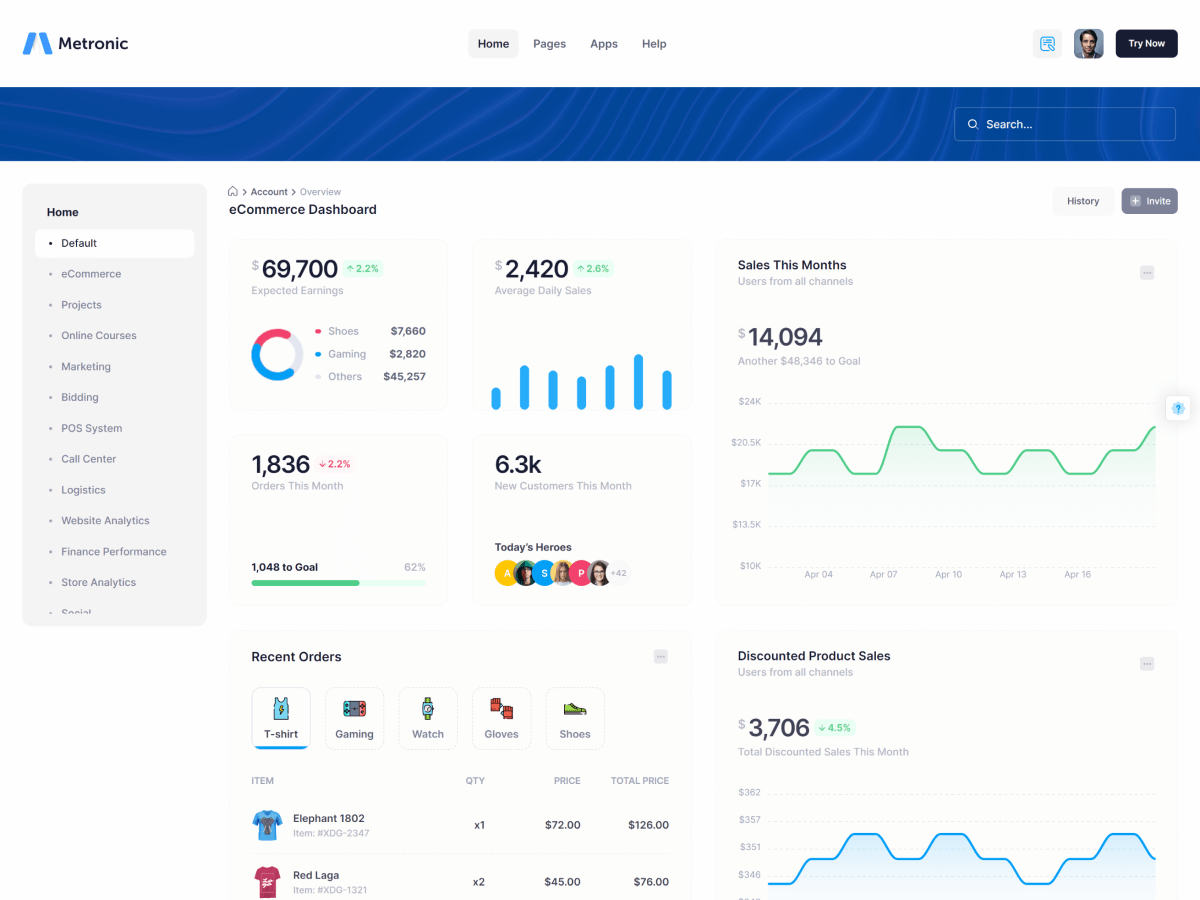 Metronic
Home Pages Apps Help
Try Now
Search...
Home
Default
eCommerce
Projects
Online Courses
Marketing
Bidding
POS System
Call Center
Logistics
Website Analytics
Finance Performance
Store Analytics
Social
Account > Overview
eCommerce Dashboard
History
Invite
$69,700 2.2%
Expected Earnings
Shoes $7,660
Gaming $2,820
Others $45,257
$2,420 2.6%
Average Daily Sales
Sales This Months
Users from all channels
$14,094
Another $48,346 to Goal
$24K
$20.5K
$17K
$13.5K
$10K
Apr 04 Apr 07 Apr 10 Apr 13 Apr 16
?
1,836 2.2%
Orders This Month
1,048 to Goal 62%
6.3k
New Customers This Month
Today's Heroes
A S P +42
Recent Orders
T-shirt Gaming Watch Gloves Shoes
ITEM QTY PRICE TOTAL PRICE
Elephant 1802
Item: #XDG-2347
x1 $72.00 $126.00
Red Laga
Item: #XDG-1321
x2 $45.00 $76.00
Discounted Product Sales
Users from all channels
$3,706 4.5%
Total Discounted Sales This Month
$362
$357
$351
$346